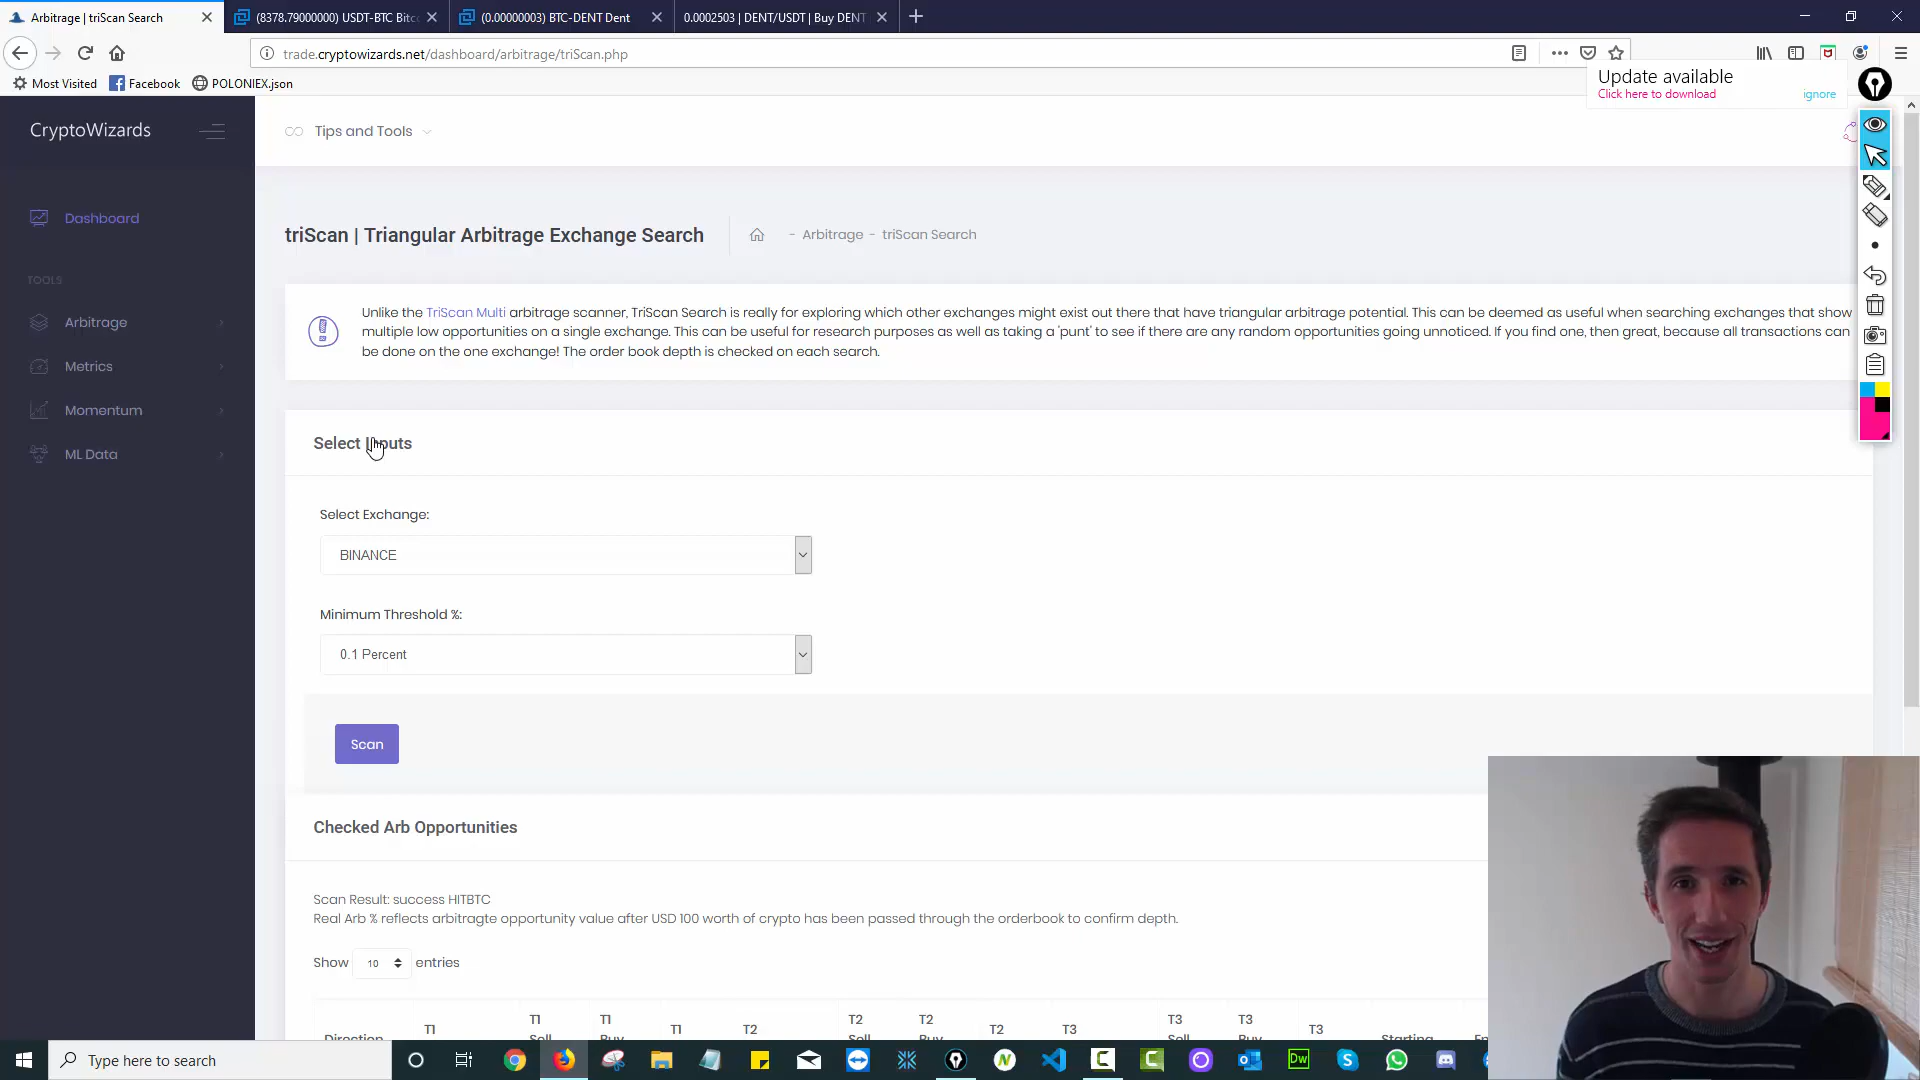 Arbitrage | triScan Search
(8378.79000000) USDT-BTC Bitco
(0.00000003) BTC-DENT Dent
0.0002503 | DENT/USDT | Buy DENT
trade.cryptowizards.net/dashboard/arbitrage/triScan.php
Most Visited
Facebook
POLONIEX.json
Update available
Click here to download
ignore
CryptoWizards
Tips and Tools
Dashboard
TOOLS
Arbitrage
Metrics
Momentum
ML Data
triScan | Triangular Arbitrage Exchange Search
- Arbitrage - triScan Search
Unlike the TriScan Multi arbitrage scanner, TriScan Search is really for exploring which other exchanges might exist out there that have triangular arbitrage potential. This can be deemed as useful when searching exchanges that show
multiple low opportunities on a single exchange. This can be useful for research purposes as well as taking a 'punt' to see if there are any random opportunities going unnoticed. If you find one, then great, because all transactions can
be done on the one exchange! The order book depth is checked on each search.
Select Inputs
Select Exchange:
BINANCE
Minimum Threshold %:
0.1 Percent
Scan
Checked Arb Opportunities
Scan Result: success HITBTC
Real Arb % reflects arbitragte opportunity value after USD 100 worth of crypto has been passed through the orderbook to confirm depth.
Show 10 entries
Direction T1 T1 Sell T1 Buy T1 T2 T2 Sell T2 Buy T2 T3 T3 Sell T3 Buy T3 Starting
Type here to search